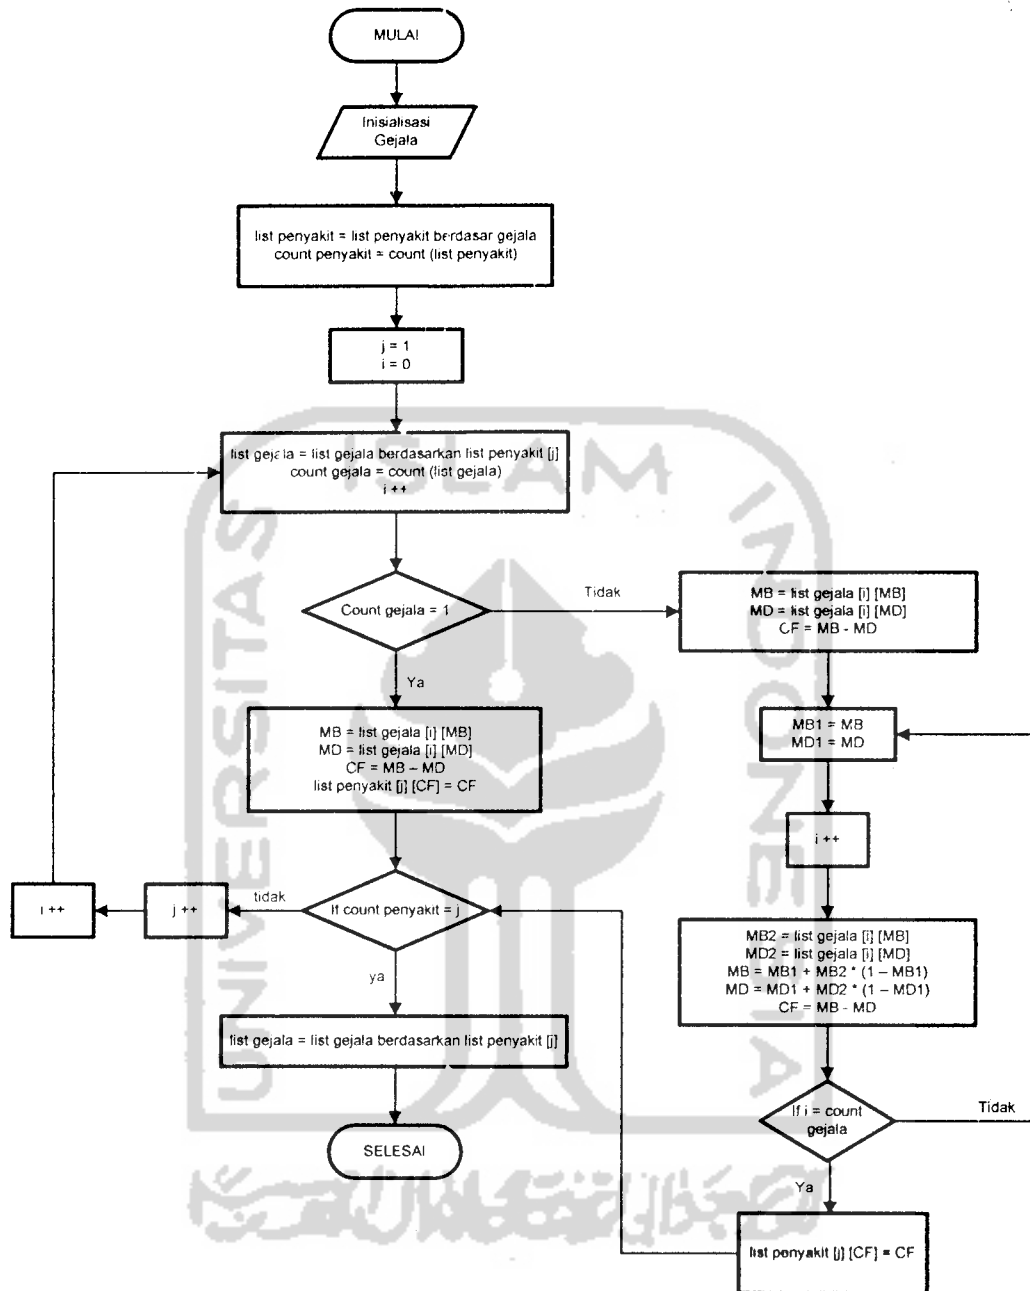 MULAI
Inisialisasi
Gejala
list penyakit = list penyakit berdasar gejala
count penyakit = count (list penyakit)
j = 1
i = 0
list gejala = list gejala berdasarkan list penyakit [j]
count gejala = count (list gejala)
i ++
Count gejala = 1
Tidak
Ya
MB = list gejala [i] [MB]
MD = list gejala [i] [MD]
CF = MB - MD
MB1 = MB
MD1 = MD
i ++
MB = list gejala [i] [MB]
MD = list gejala [i] [MD]
CF = MB – MD
list penyakit [j] [CF] = CF
If count penyakit = j
tidak
j ++
i ++
ya
MB2 = list gejala [i] [MB]
MD2 = list gejala [i] [MD]
MB = MB1 + MB2 * (1 – MB1)
MD = MD1 + MD2 * (1 – MD1)
CF = MB - MD
list gejala = list gejala berdasarkan list penyakit [j]
If i = count
gejala
Tidak
Ya
SELESAI
list penyakit [j] [CF] = CF
UNIVERSITAS
ISLAM
INDONESIA